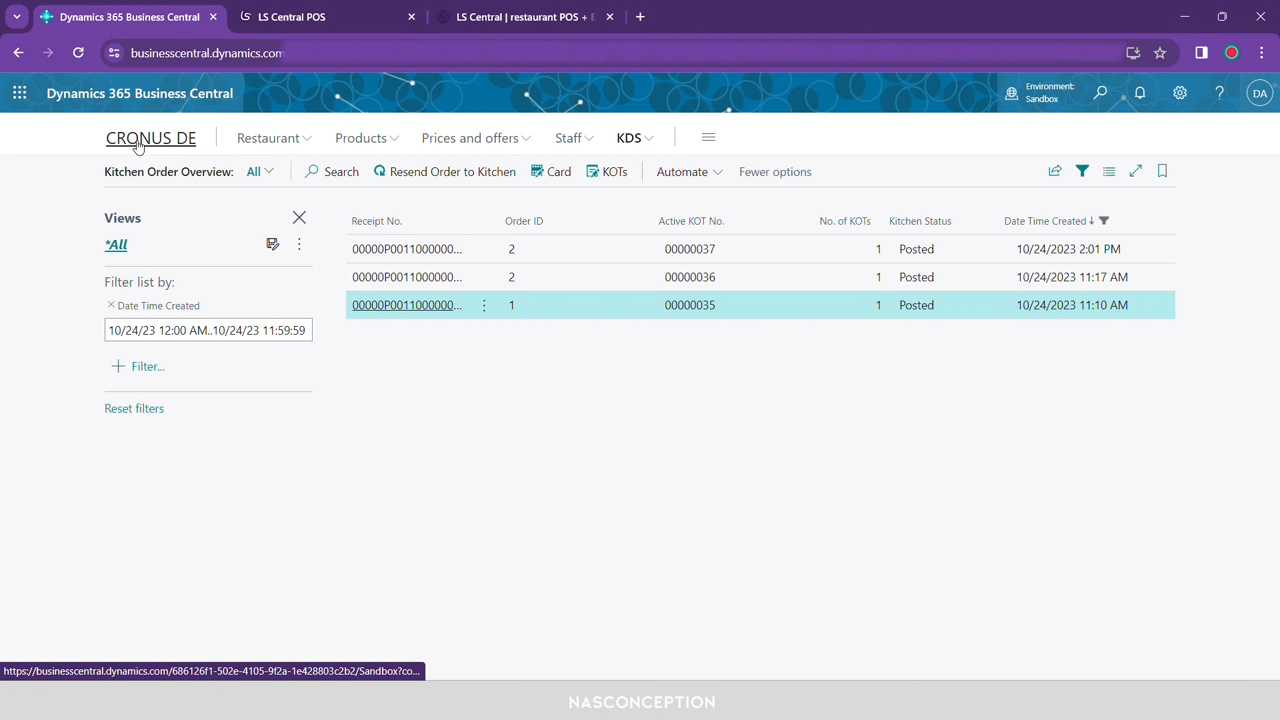 Dynamics 365 Business Central
LS Central POS
LS Central | restaurant POS + E
businesscentral.dynamics.com
Dynamics 365 Business Central
Environment:
Sandbox
DA
CRONUS DE
Restaurant
Products
Prices and offers
Staff
KDS
Kitchen Order Overview:
All
Search
Resend Order to Kitchen
Card
KOTs
Automate
Fewer options
Views
*All
Filter list by:
Date Time Created
10/24/23 12:00 AM..10/24/23 11:59:59
Filter...
Reset filters
Receipt No. Order ID Active KOT No. No. of KOTs Kitchen Status Date Time Created
00000P0011000000... 2 00000037 1 Posted 10/24/2023 2:01 PM
00000P0011000000... 2 00000036 1 Posted 10/24/2023 11:17 AM
00000P0011000000... 1 00000035 1 Posted 10/24/2023 11:10 AM
https://businesscentral.dynamics.com/686126f1-502e-4105-9f2a-1e428803c2b2/Sandbox?co...
NASCONCEPTION